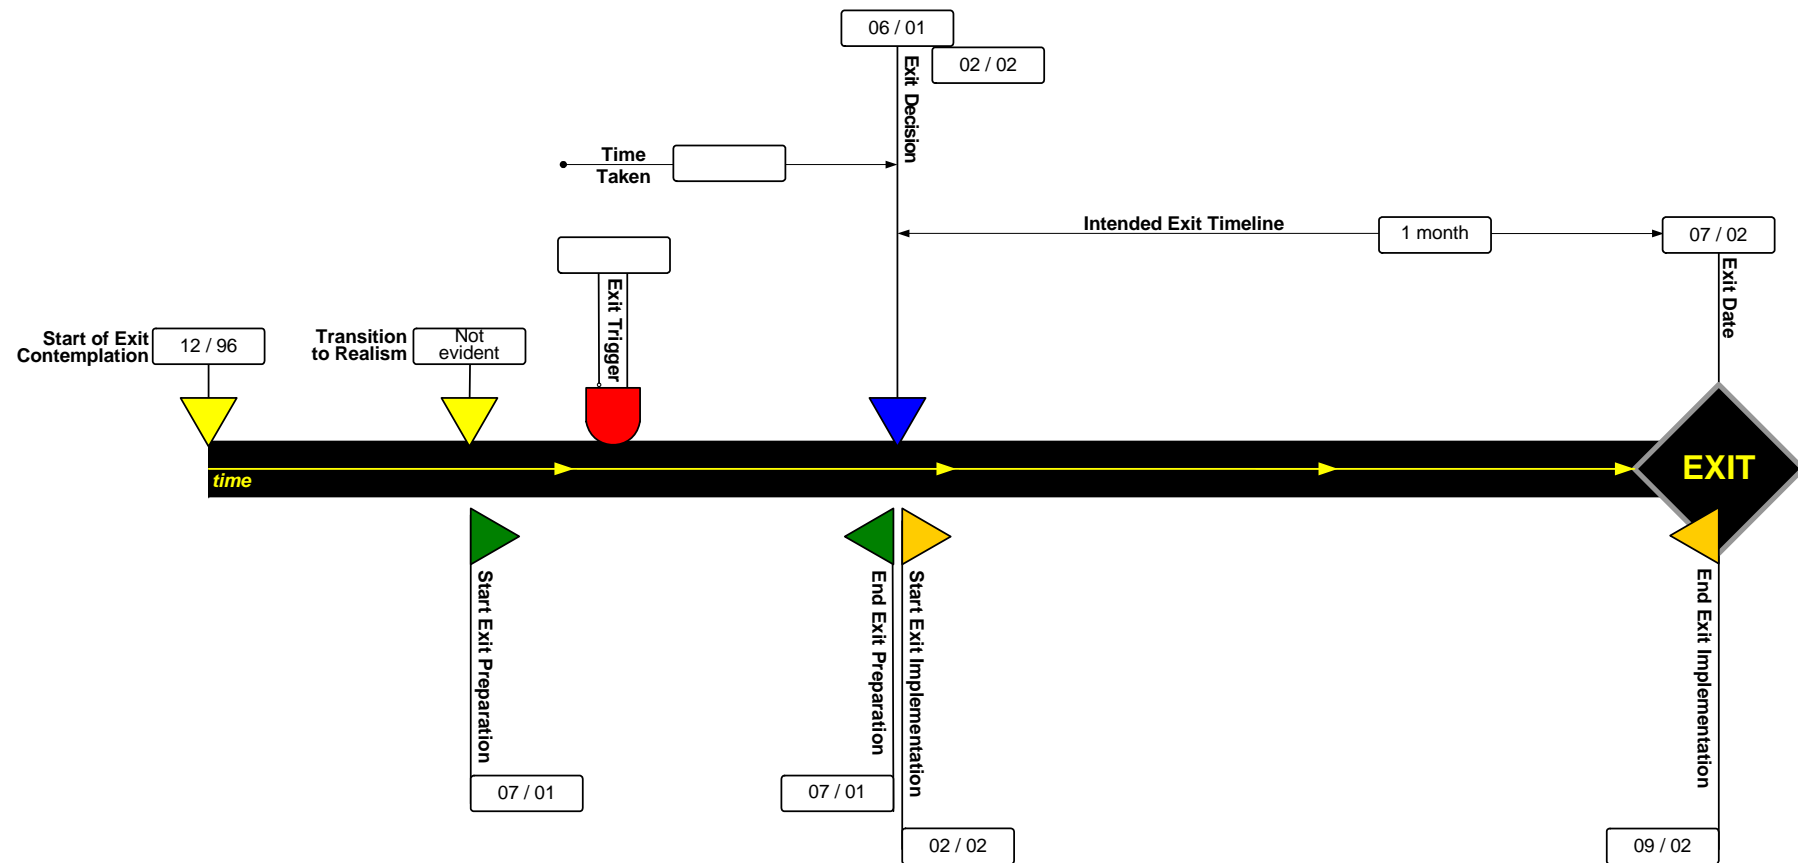 06 / 01
02 / 02
Exit Decision
Time
Taken
Intended Exit Timeline
1 month
07 / 02
Exit Date
Exit Trigger
Start of Exit
Contemplation
12 / 96
Transition
to Realism
Not
evident
time
EXIT
Start Exit Preparation
End Exit Preparation
Start Exit Implementation
End Exit Implementation
07 / 01
07 / 01
02 / 02
09 / 02